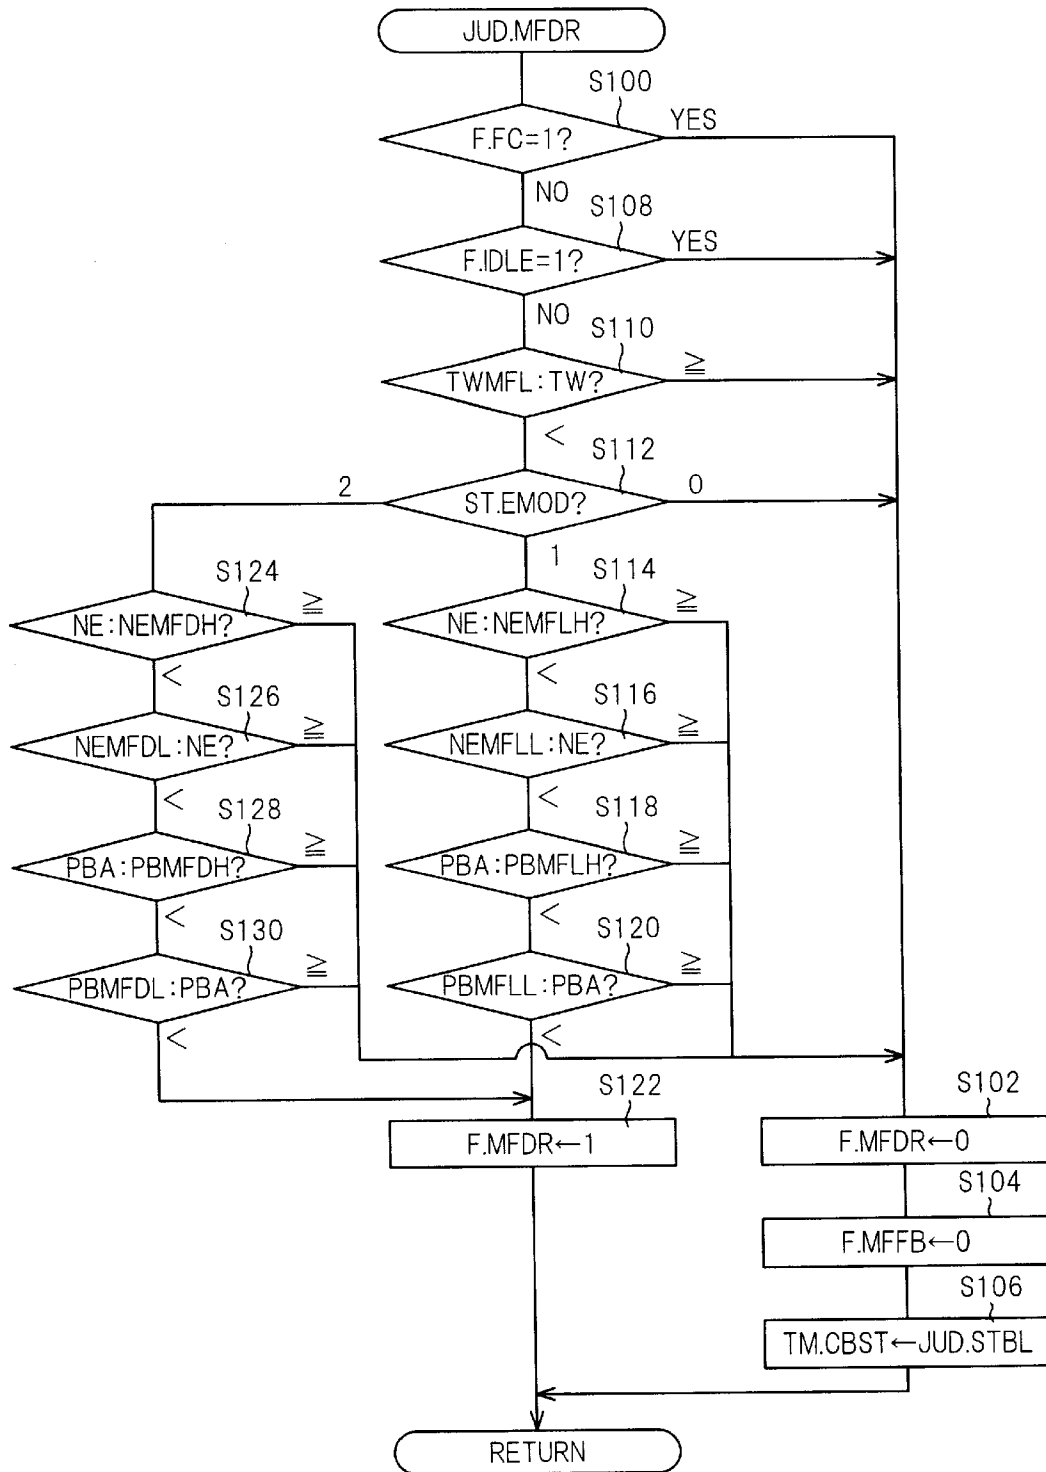 JUD.MFDR
S100
F.FC=1?
YES
NO
S108
F.IDLE=1?
YES
NO
S110
TWMFL:TW?
≧
<
S112
2
ST.EMOD?
0
1
S124
NE:NEMFDH?
≧
<
S114
NE:NEMFLH?
≧
<
S126
NEMFDL:NE?
≧
<
S116
NEMFLL:NE?
≧
<
S128
PBA:PBMFDH?
≧
<
S118
PBA:PBMFLH?
≧
<
S130
PBMFDL:PBA?
≧
<
S120
PBMFLL:PBA?
≧
<
S122
F.MFDR←1
S102
F.MFDR←0
S104
F.MFFB←0
S106
TM.CBST←JUD.STBL
RETURN